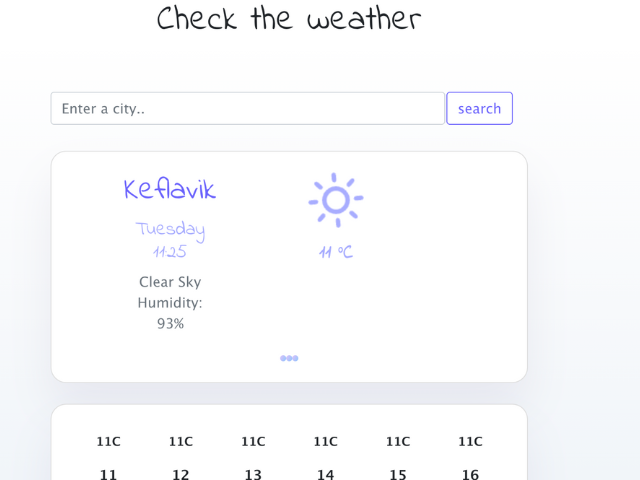 Check the weather
Enter a city..
search
Keflavik
Tuesday
11:25
11 °C
Clear Sky
Humidity:
93%
11C 11C 11C 11C 11C 11C
11 12 13 14 15 16